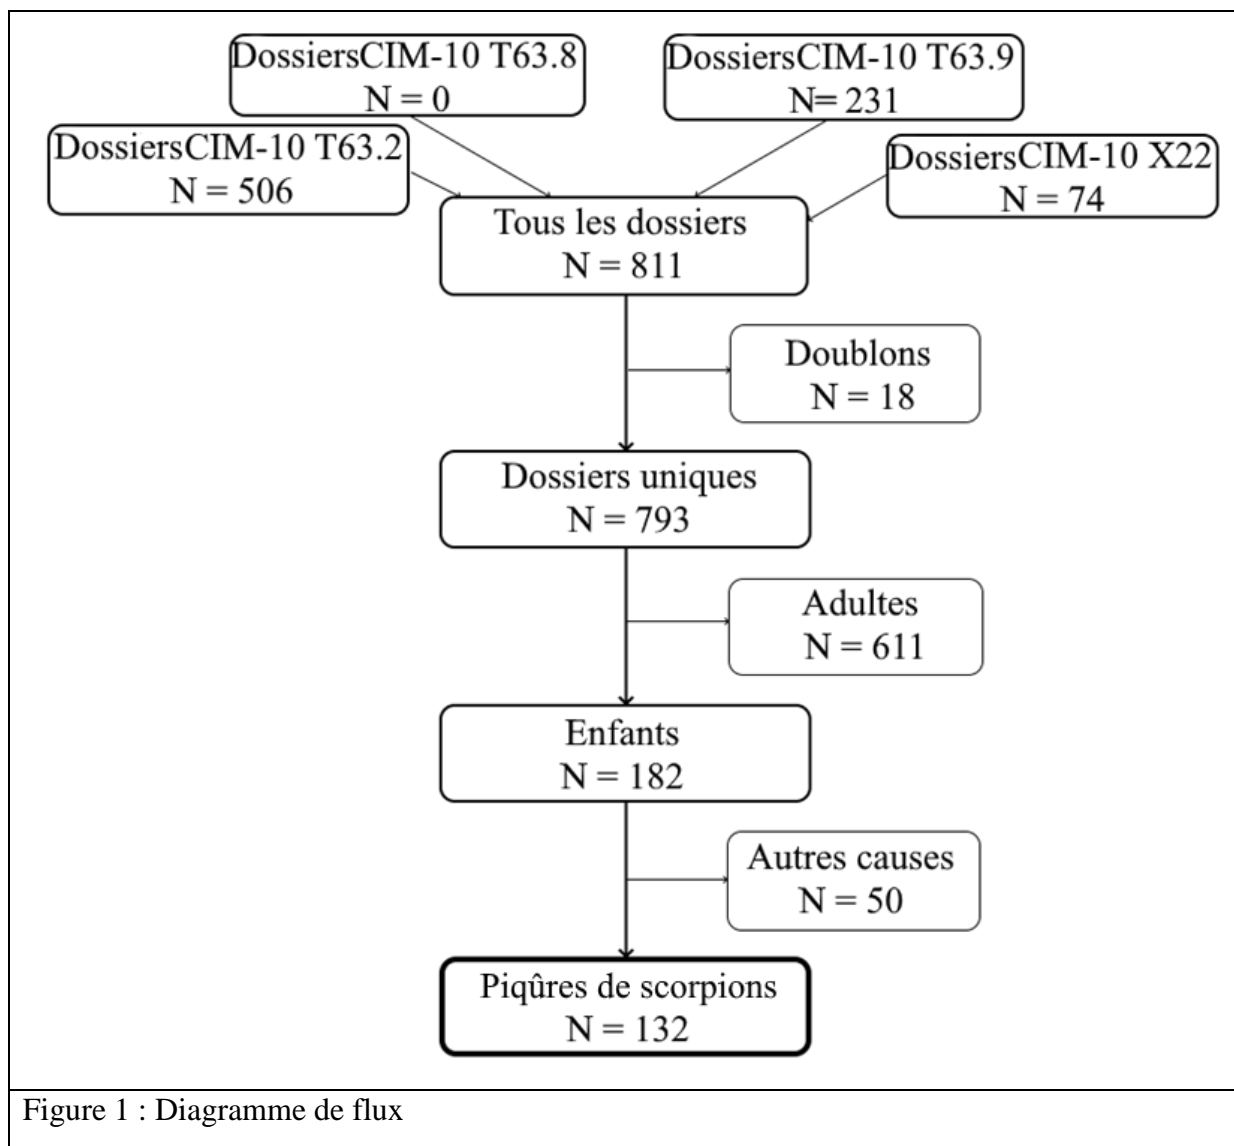 DossiersCIM-10 T63.8
N = 0
DossiersCIM-10 T63.9
N= 231
DossiersCIM-10 T63.2
N = 506
DossiersCIM-10 X22
N = 74
Tous les dossiers
N = 811
Doublons
N = 18
Dossiers uniques
N = 793
Adultes
N = 611
Enfants
N = 182
Autres causes
N = 50
Piqûres de scorpions
N = 132
Figure 1 : Diagramme de flux